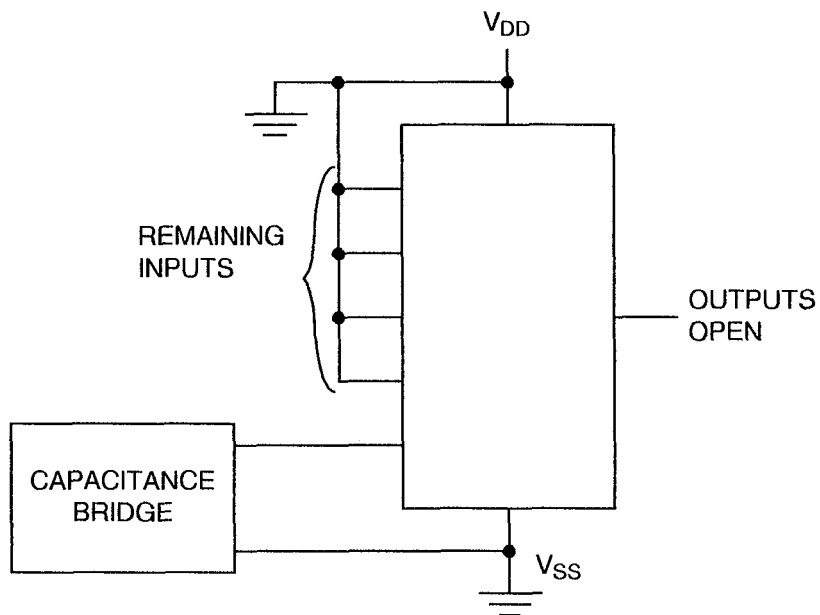 VDD
REMAINING
INPUTS
OUTPUTS
OPEN
CAPACITANCE
BRIDGE
VSS